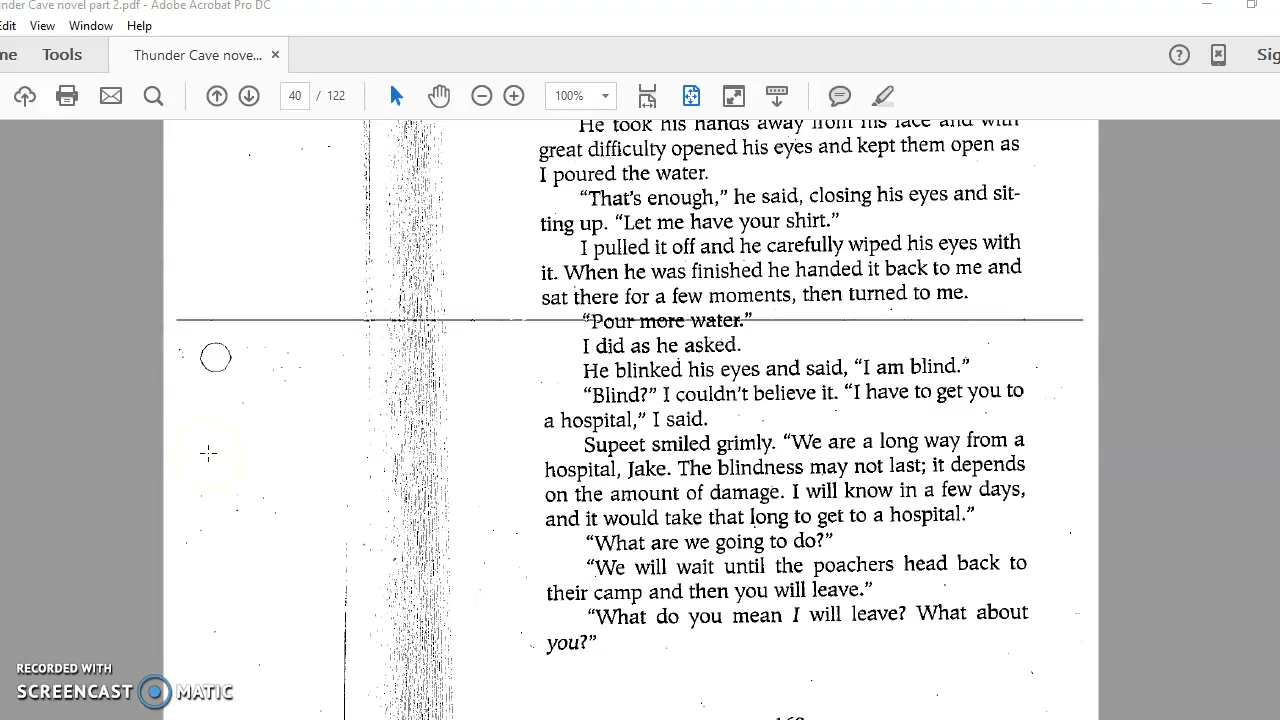 nder Cave novel part 2.pdf - Adobe Acrobat Pro DC
Edit View Window Help
me Tools Thunder Cave nove... × Sig
40 / 122 100%
He took his hands away from his face and with
great difficulty opened his eyes and kept them open as
I poured the water.
“That’s enough,” he said, closing his eyes and sit-
ting up. “Let me have your shirt.”
I pulled it off and he carefully wiped his eyes with
it. When he was finished he handed it back to me and
sat there for a few moments, then turned to me.
“Pour more water.”
I did as he asked.
He blinked his eyes and said, “I am blind.”
“Blind?” I couldn’t believe it. “I have to get you to
a hospital,” I said.
Supeet smiled grimly. “We are a long way from a
hospital, Jake. The blindness may not last; it depends
on the amount of damage. I will know in a few days,
and it would take that long to get to a hospital.”
“What are we going to do?”
“We will wait until the poachers head back to
their camp and then you will leave.”
“What do you mean I will leave? What about
you?”
RECORDED WITH
SCREENCAST MATIC